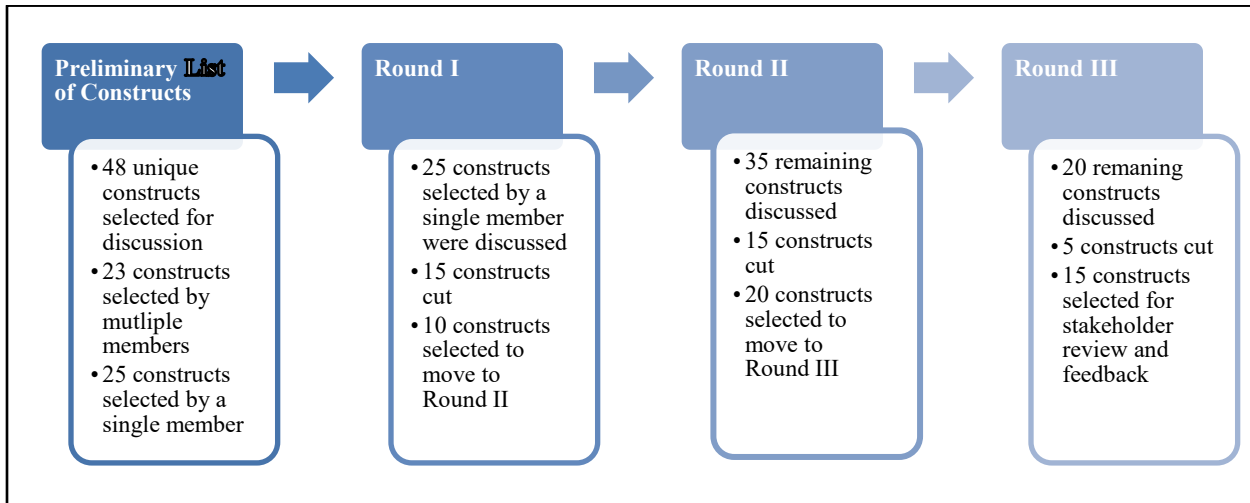 Preliminary List
of Constructs
• 48 unique
constructs
selected for
discussion
• 23 constructs
selected by
mutliple
members
• 25 constructs
selected by a
single member
Round I
• 25 constructs
selected by a
single member
were discussed
• 15 constructs
cut
• 10 constructs
selected to
move to
Round II
Round II
• 35 remaining
constructs
discussed
• 15 constructs
cut
• 20 constructs
selected to
move to
Round III
Round III
• 20 remaning
constructs
discussed
• 5 constructs cut
• 15 constructs
selected for
stakeholder
review and
feedback